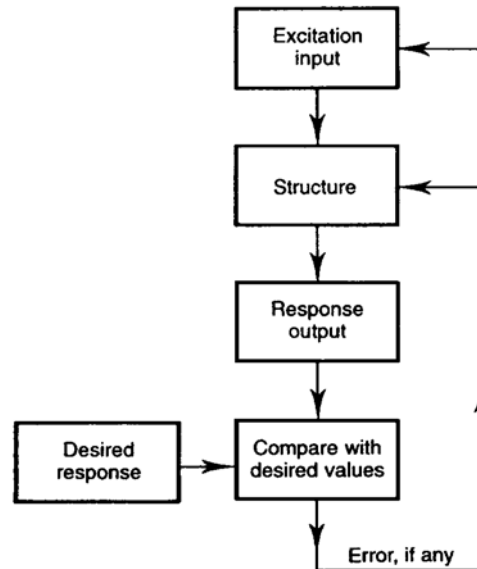 Excitation
input
Structure
Response
output
Desired
response
Compare with
desired values
Error, if any